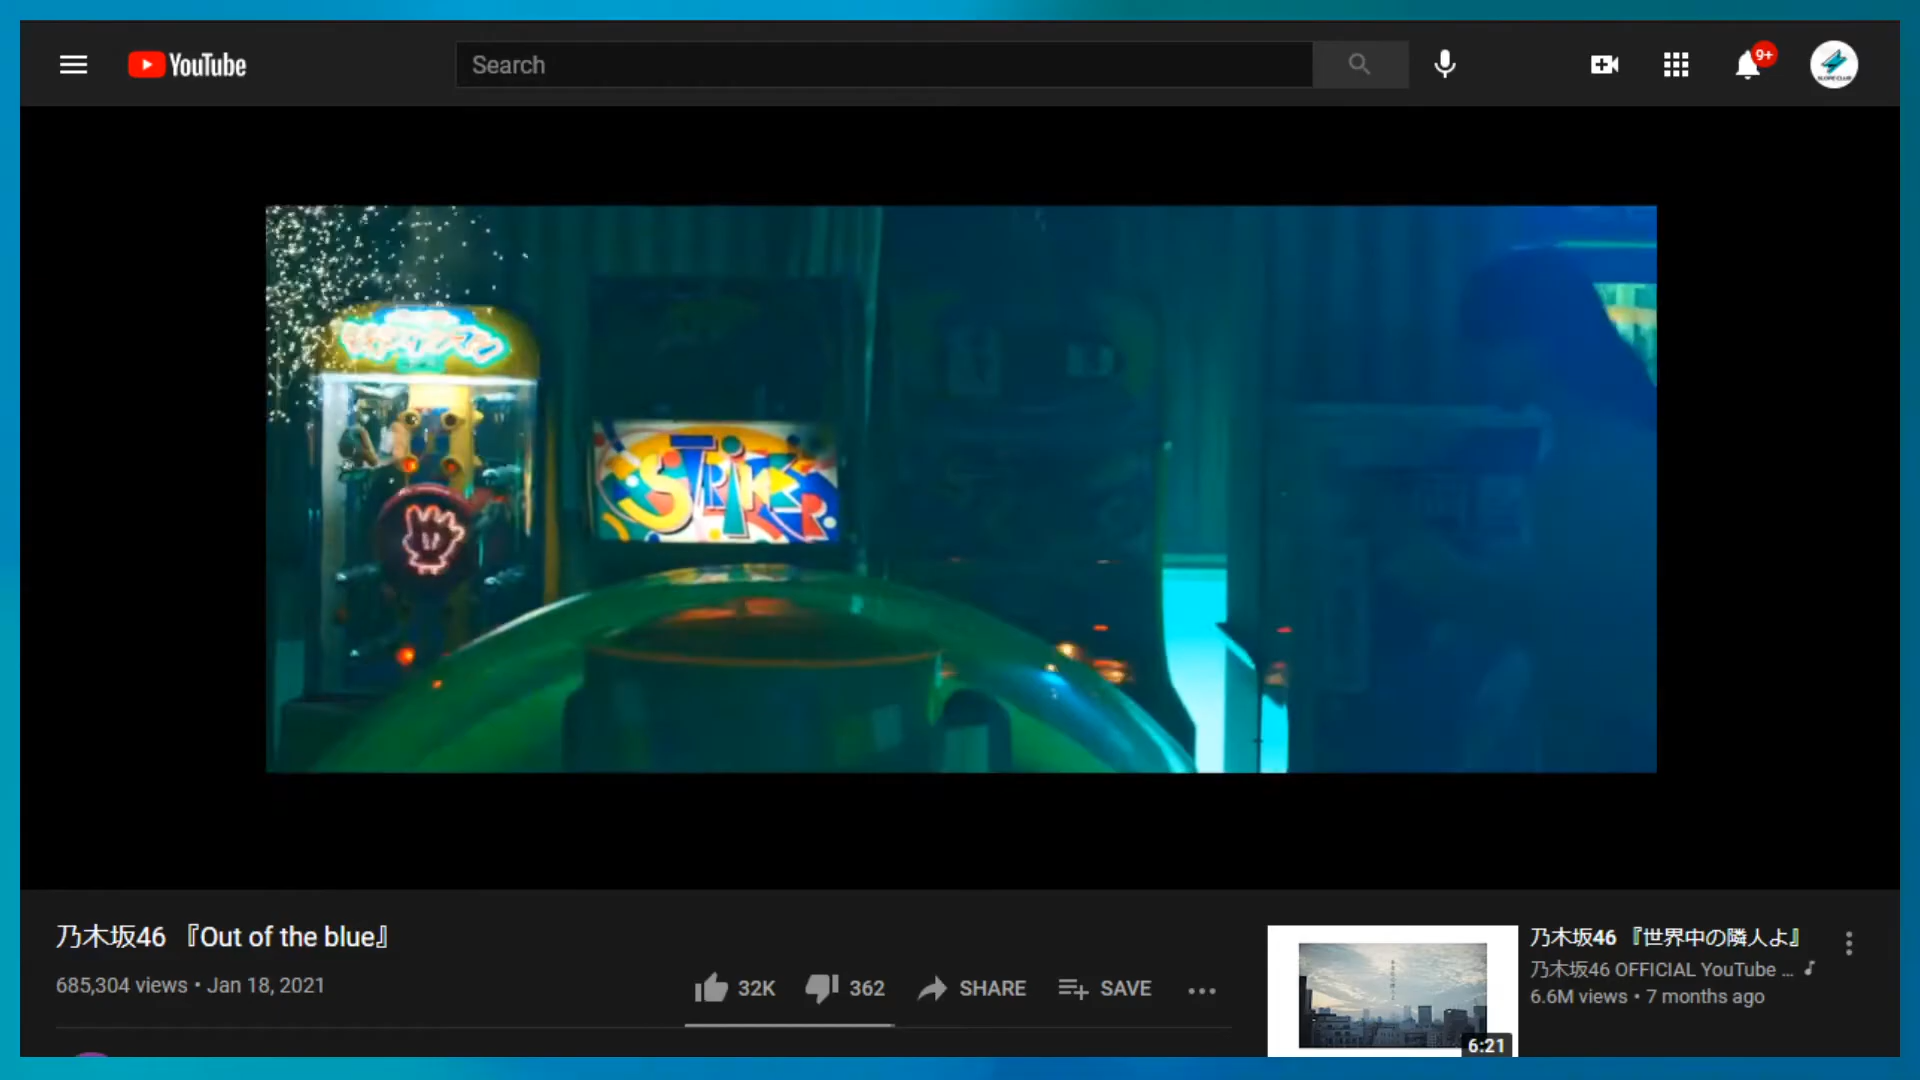 YouTube
Search
9+
STRIKER
乃木坂46 『Out of the blue』
685,304 views • Jan 18, 2021
32K
362
SHARE
SAVE
乃木坂46 『世界中の隣人よ』
乃木坂46 OFFICIAL YouTube ...
6.6M views • 7 months ago
6:21